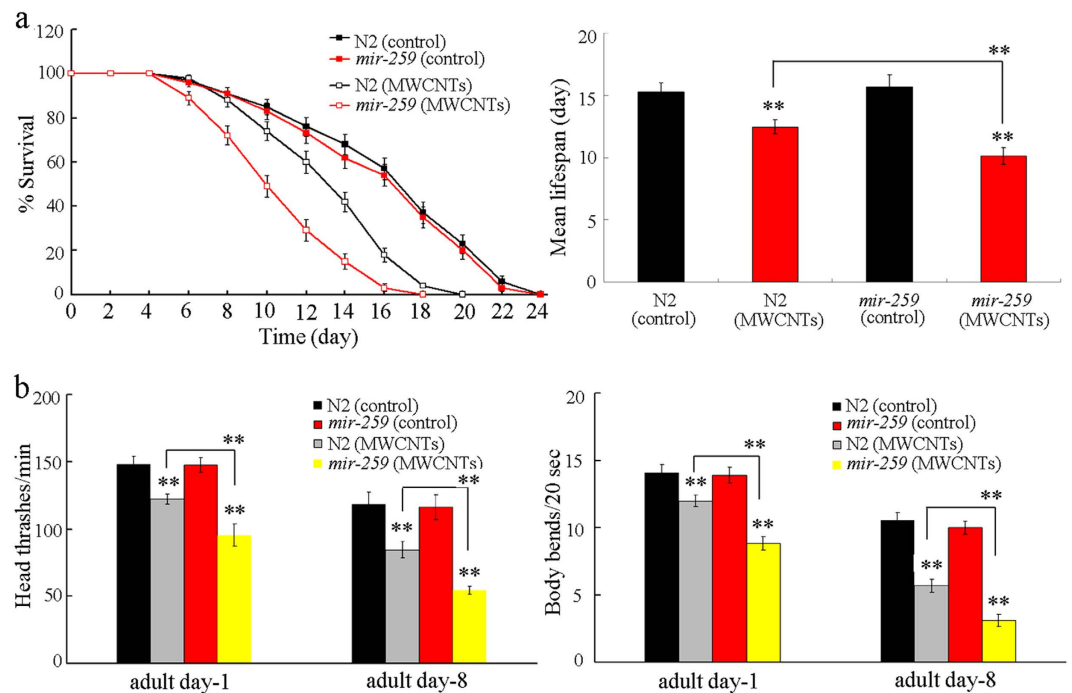 a
N2 (control)
mir-259 (control)
N2 (MWCNTs)
mir-259 (MWCNTs)
% Survival
120
100
80
60
40
20
0
0 2 4 6 8 10 12 14 16 18 20 22 24
Time (day)
Mean lifespan (day)
20
15
10
5
0
**
**
**
N2
(control)
N2
(MWCNTs)
mir-259
(control)
mir-259
(MWCNTs)
b
Head thrashes/min
200
150
100
50
0
N2 (control)
mir-259 (control)
N2 (MWCNTs)
mir-259 (MWCNTs)
**
**
**
**
**
**
adult day-1
adult day-8
Body bends/20 sec
20
15
10
5
0
N2 (control)
mir-259 (control)
N2 (MWCNTs)
mir-259 (MWCNTs)
**
**
**
**
**
**
adult day-1
adult day-8